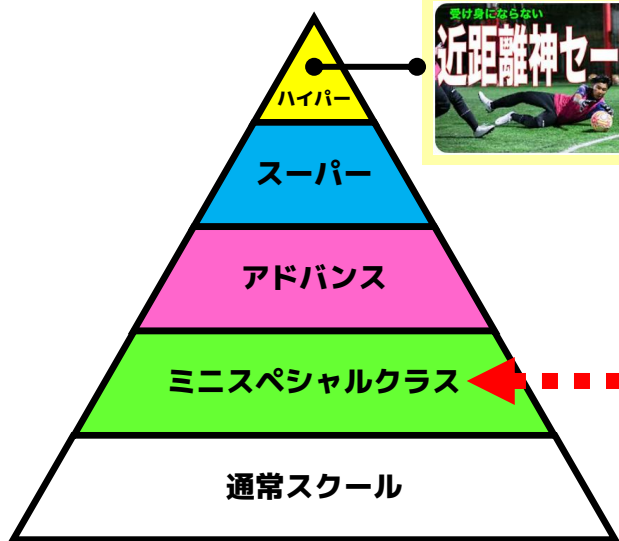 受け身にならない
近距離神セー
ハイパー
スーパー
アドバンス
ミニスペシャルクラス
通常スクール